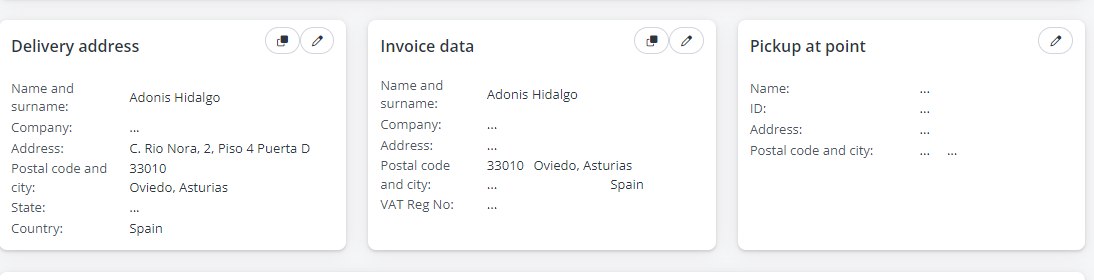 Delivery address
Name and
surname:
Adonis Hidalgo
Company:
...
Address:
C. Rio Nora, 2, Piso 4 Puerta D
Postal code and
city:
33010
Oviedo, Asturias
State:
...
Country:
Spain
Invoice data
Name and
surname:
Adonis Hidalgo
Company:
...
Address:
...
Postal code
and city:
33010 Oviedo, Asturias
... Spain
VAT Reg No:
...
Pickup at point
Name:
...
ID:
...
Address:
...
Postal code and city:
... ...